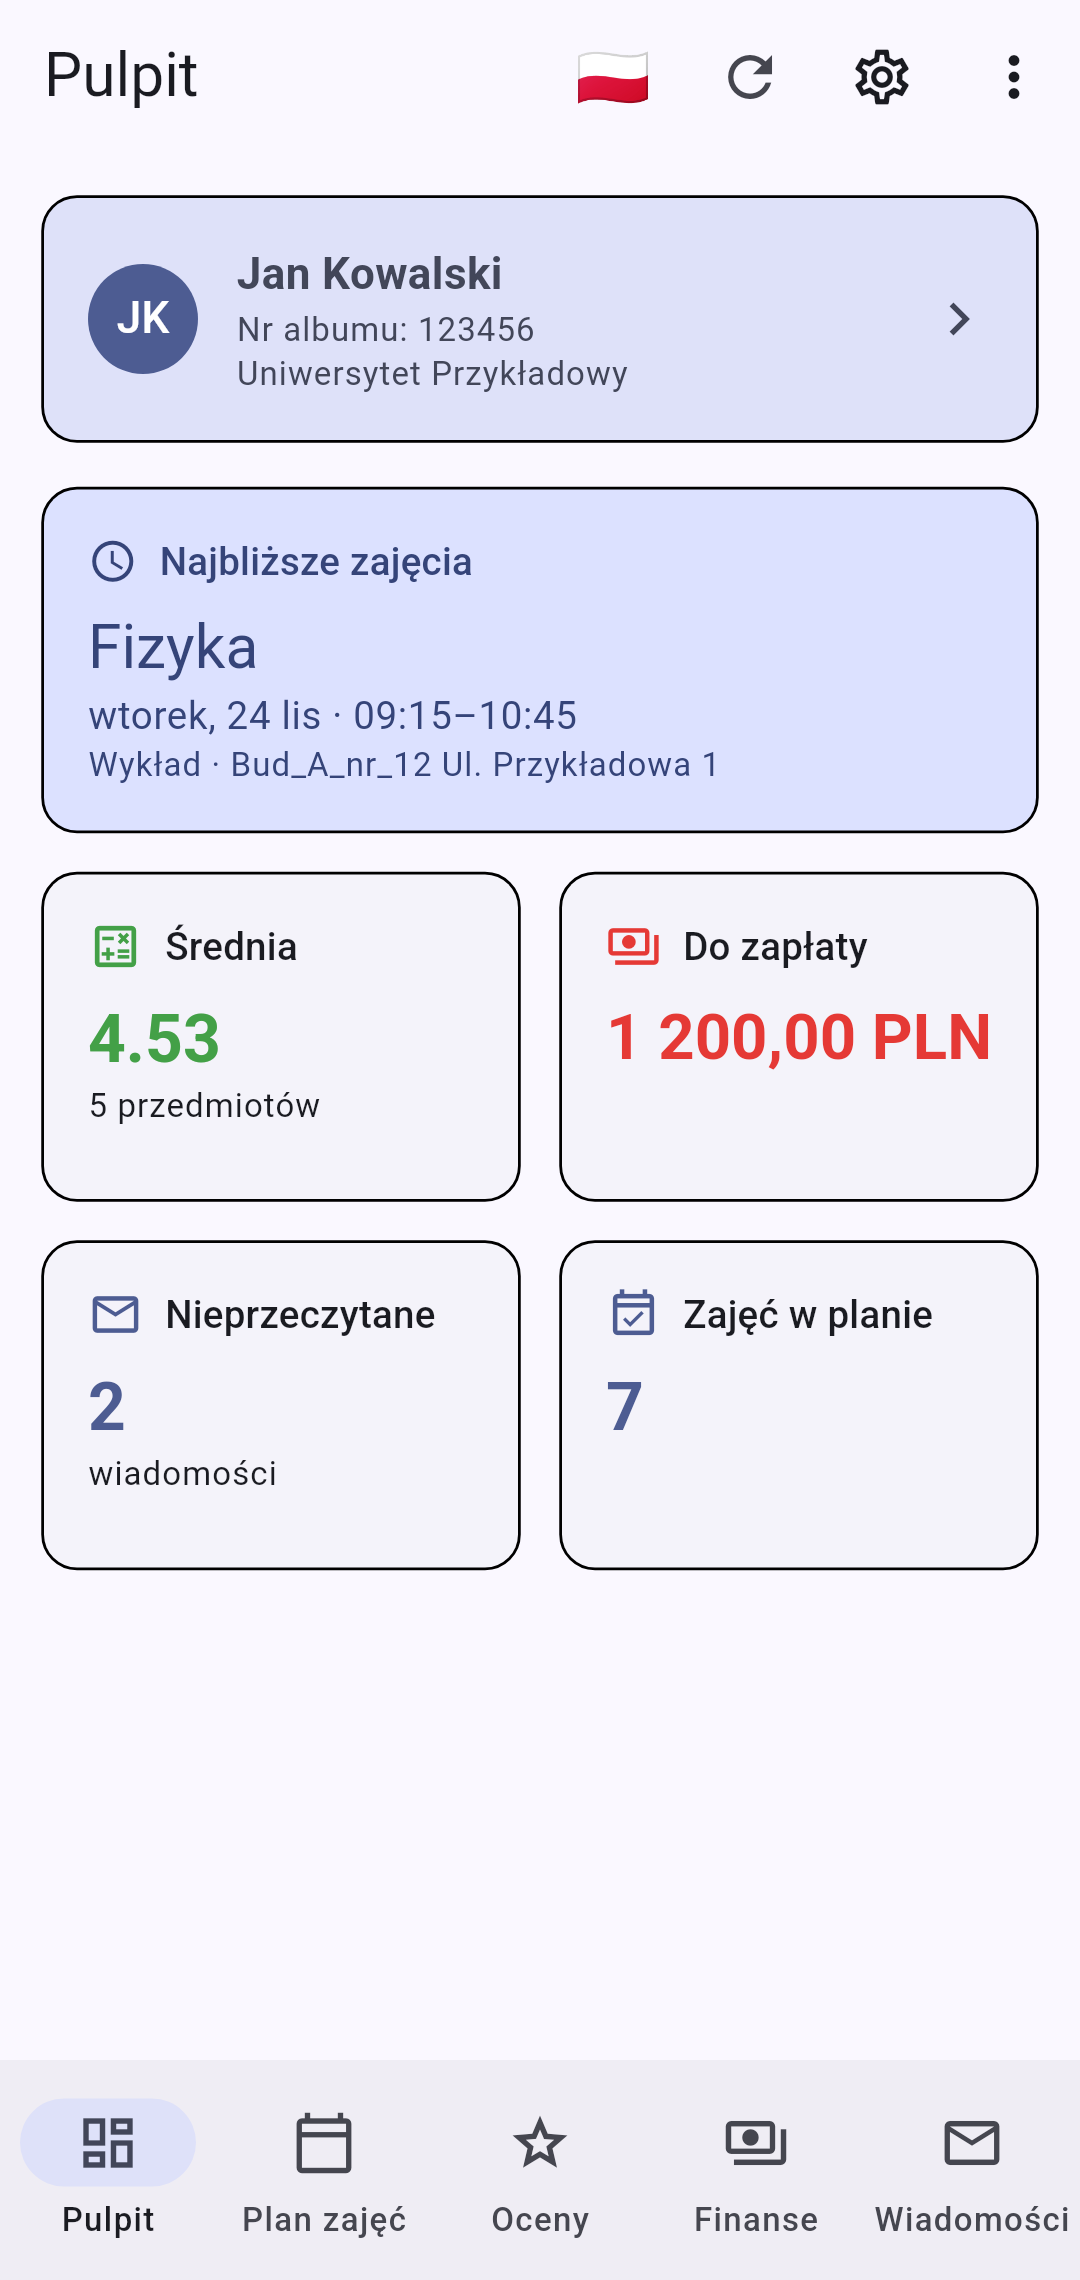 Pulpit
JK
Jan Kowalski
Nr albumu: 123456
Uniwersytet Przykładowy
Najbliższe zajęcia
Fizyka
wtorek, 24 lis · 09:15–10:45
Wykład · Bud_A_nr_12 Ul. Przykładowa 1
Średnia
4.53
5 przedmiotów
Do zapłaty
1 200,00 PLN
Nieprzeczytane
2
wiadomości
Zajęć w planie
7
Pulpit
Plan zajęć
Oceny
Finanse
Wiadomości